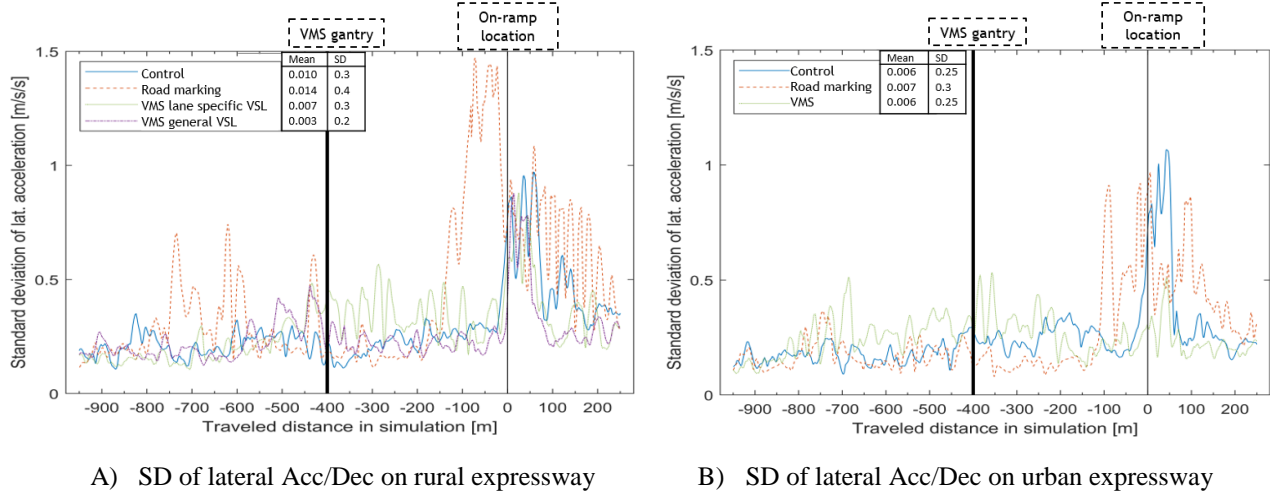 VMS gantry
On-ramp
location
Mean SD
Control 0.010 0.3
Road marking 0.014 0.4
VMS lane specific VSL 0.007 0.3
VMS general VSL 0.003 0.2
Standard deviation of lat. acceleration [m/s/s]
1.5
1
0.5
0
-900 -800 -700 -600 -500 -400 -300 -200 -100 0 100 200
Traveled distance in simulation [m]
A) SD of lateral Acc/Dec on rural expressway
VMS gantry
On-ramp
location
Mean SD
Control 0.006 0.25
Road marking 0.007 0.3
VMS 0.006 0.25
Standard deviation of lat. acceleration [m/s/s]
1.5
1
0.5
0
-900 -800 -700 -600 -500 -400 -300 -200 -100 0 100 200
Traveled distance in simulation [m]
B) SD of lateral Acc/Dec on urban expressway